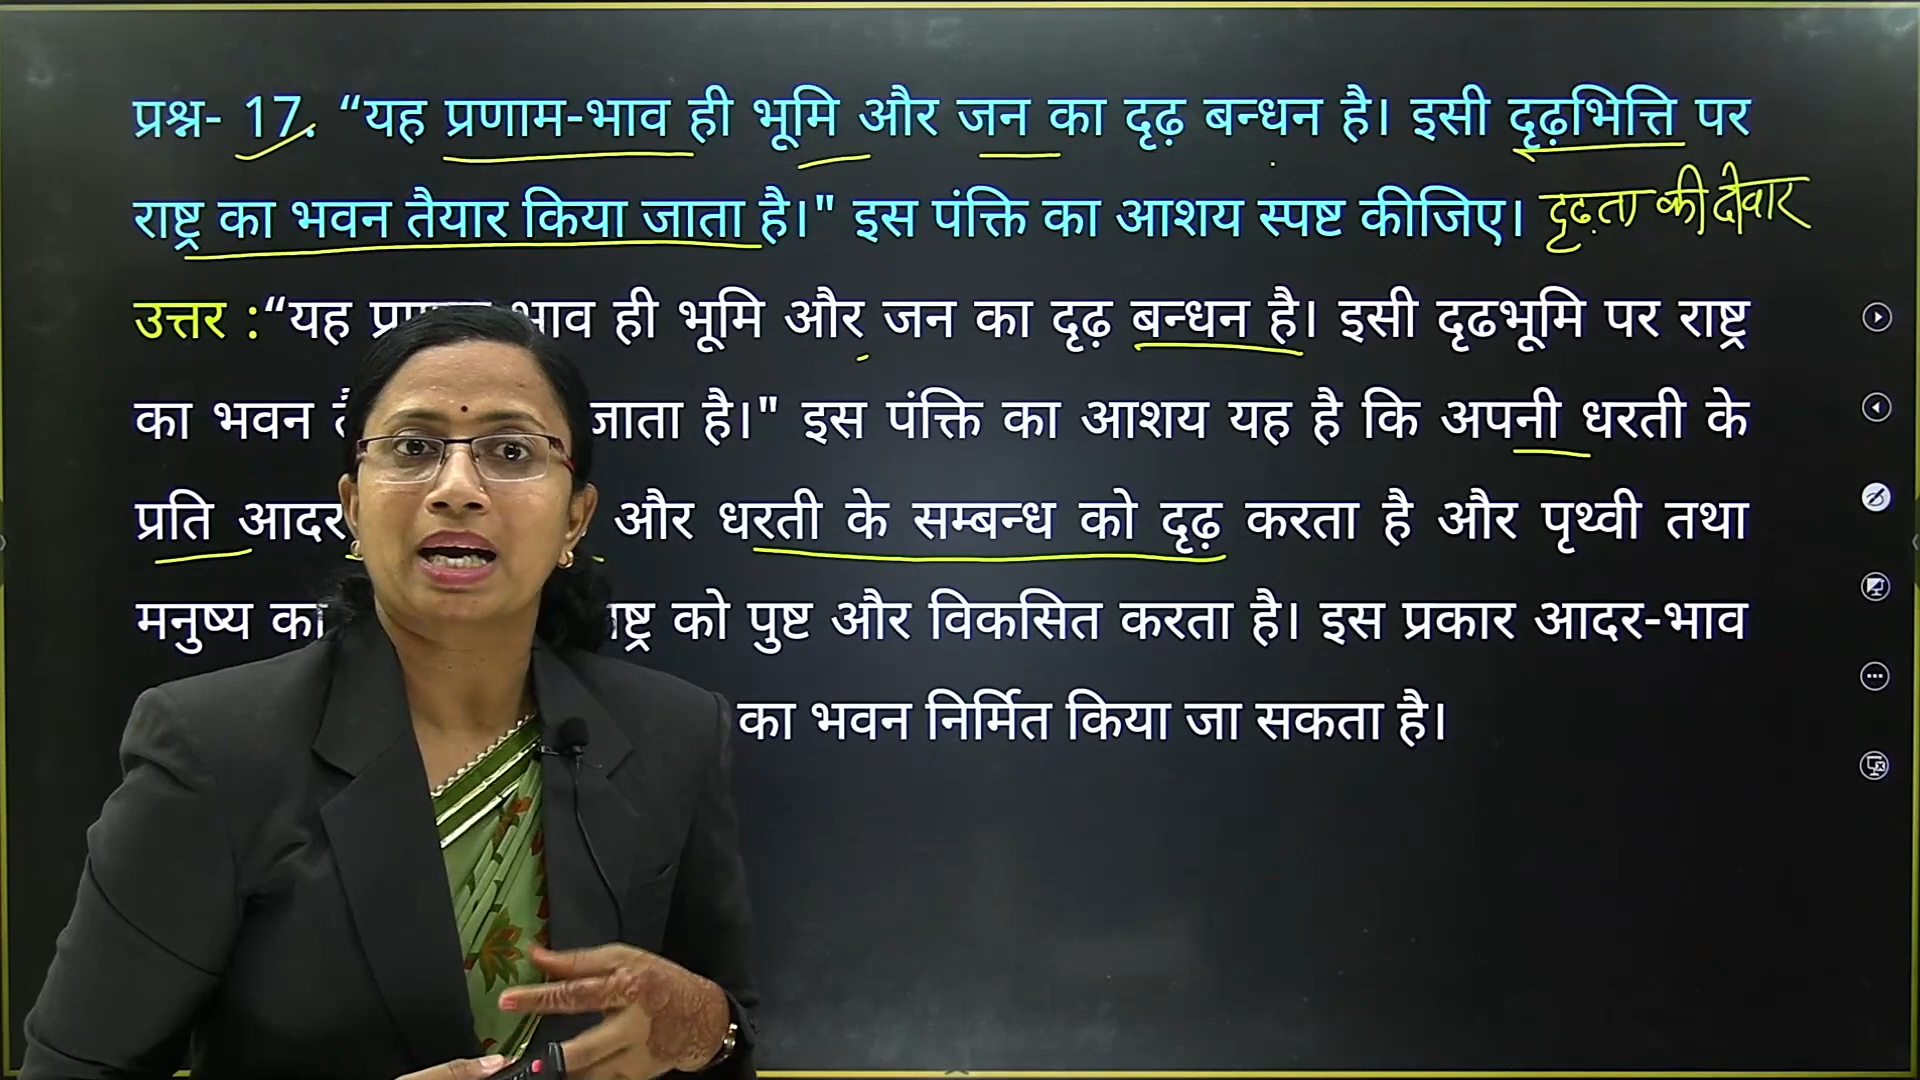 प्रश्न- 17. “यह प्रणाम-भाव ही भूमि और जन का दृढ़ बन्धन है। इसी दृढ़भित्ति पर
राष्ट्र का भवन तैयार किया जाता है।" इस पंक्ति का आशय स्पष्ट कीजिए। दृढ़ता की दीवार
उत्तर :“यह भाव ही भूमि और जन का दृढ़ बन्धन है। इसी दृढभूमि पर राष्ट्र
का भवन जाता है।" इस पंक्ति का आशय यह है कि अपनी धरती के
प्रति आदर और धरती के सम्बन्ध को दृढ़ करता है और पृथ्वी तथा
मनुष्य का को पुष्ट और विकसित करता है। इस प्रकार आदर-भाव
का भवन निर्मित किया जा सकता है।